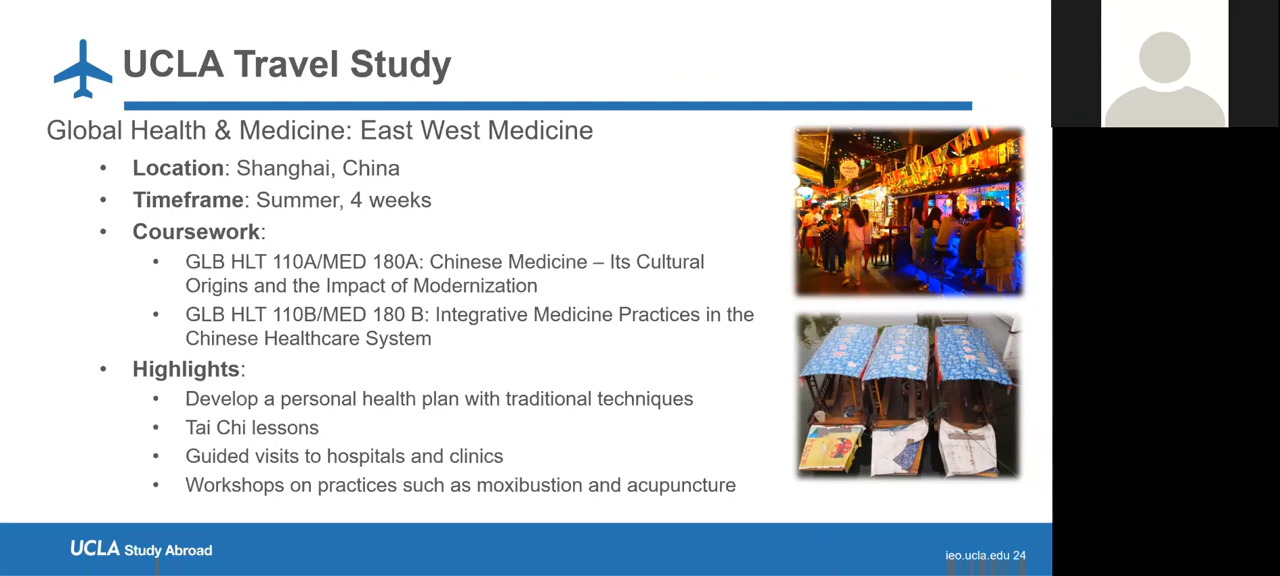 UCLA Travel Study
Global Health & Medicine: East West Medicine
• Location: Shanghai, China
• Timeframe: Summer, 4 weeks
• Coursework:
• GLB HLT 110A/MED 180A: Chinese Medicine – Its Cultural
Origins and the Impact of Modernization
• GLB HLT 110B/MED 180 B: Integrative Medicine Practices in the
Chinese Healthcare System
• Highlights:
• Develop a personal health plan with traditional techniques
• Tai Chi lessons
• Guided visits to hospitals and clinics
• Workshops on practices such as moxibustion and acupuncture
UCLA Study Abroad
ieo.ucla.edu 24